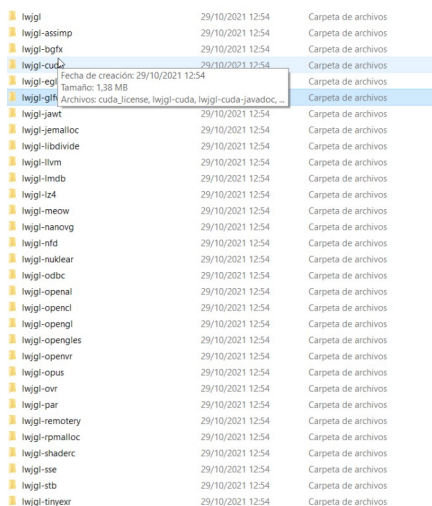 lwjgl 29/10/2021 12:54 Carpeta de archivos
lwjgl-assimp 29/10/2021 12:54 Carpeta de archivos
lwjgl-bgfx 29/10/2021 12:54 Carpeta de archivos
lwjgl-cuda 29/10/2021 12:54 Carpeta de archivos
lwjgl-egl Fecha de creación: 29/10/2021 12:54 Carpeta de archivos
Tamaño: 1,38 MB
lwjgl-glf Archivos: cuda_license, lwjgl-cuda, lwjgl-cuda-javadoc, ... Carpeta de archivos
lwjgl-jawt 29/10/2021 12:54 Carpeta de archivos
lwjgl-jemalloc 29/10/2021 12:54 Carpeta de archivos
lwjgl-libdivide 29/10/2021 12:54 Carpeta de archivos
lwjgl-llvm 29/10/2021 12:54 Carpeta de archivos
lwjgl-lmdb 29/10/2021 12:54 Carpeta de archivos
lwjgl-lz4 29/10/2021 12:54 Carpeta de archivos
lwjgl-meow 29/10/2021 12:54 Carpeta de archivos
lwjgl-nanovg 29/10/2021 12:54 Carpeta de archivos
lwjgl-nfd 29/10/2021 12:54 Carpeta de archivos
lwjgl-nuklear 29/10/2021 12:54 Carpeta de archivos
lwjgl-odbc 29/10/2021 12:54 Carpeta de archivos
lwjgl-openal 29/10/2021 12:54 Carpeta de archivos
lwjgl-opencl 29/10/2021 12:54 Carpeta de archivos
lwjgl-opengl 29/10/2021 12:54 Carpeta de archivos
lwjgl-opengles 29/10/2021 12:54 Carpeta de archivos
lwjgl-openvr 29/10/2021 12:54 Carpeta de archivos
lwjgl-opus 29/10/2021 12:54 Carpeta de archivos
lwjgl-ovr 29/10/2021 12:54 Carpeta de archivos
lwjgl-par 29/10/2021 12:54 Carpeta de archivos
lwjgl-remotery 29/10/2021 12:54 Carpeta de archivos
lwjgl-rpmalloc 29/10/2021 12:54 Carpeta de archivos
lwjgl-shaderc 29/10/2021 12:54 Carpeta de archivos
lwjgl-sse 29/10/2021 12:54 Carpeta de archivos
lwjgl-stb 29/10/2021 12:54 Carpeta de archivos
lwjgl-tinyexr 29/10/2021 12:54 Carpeta de archivos